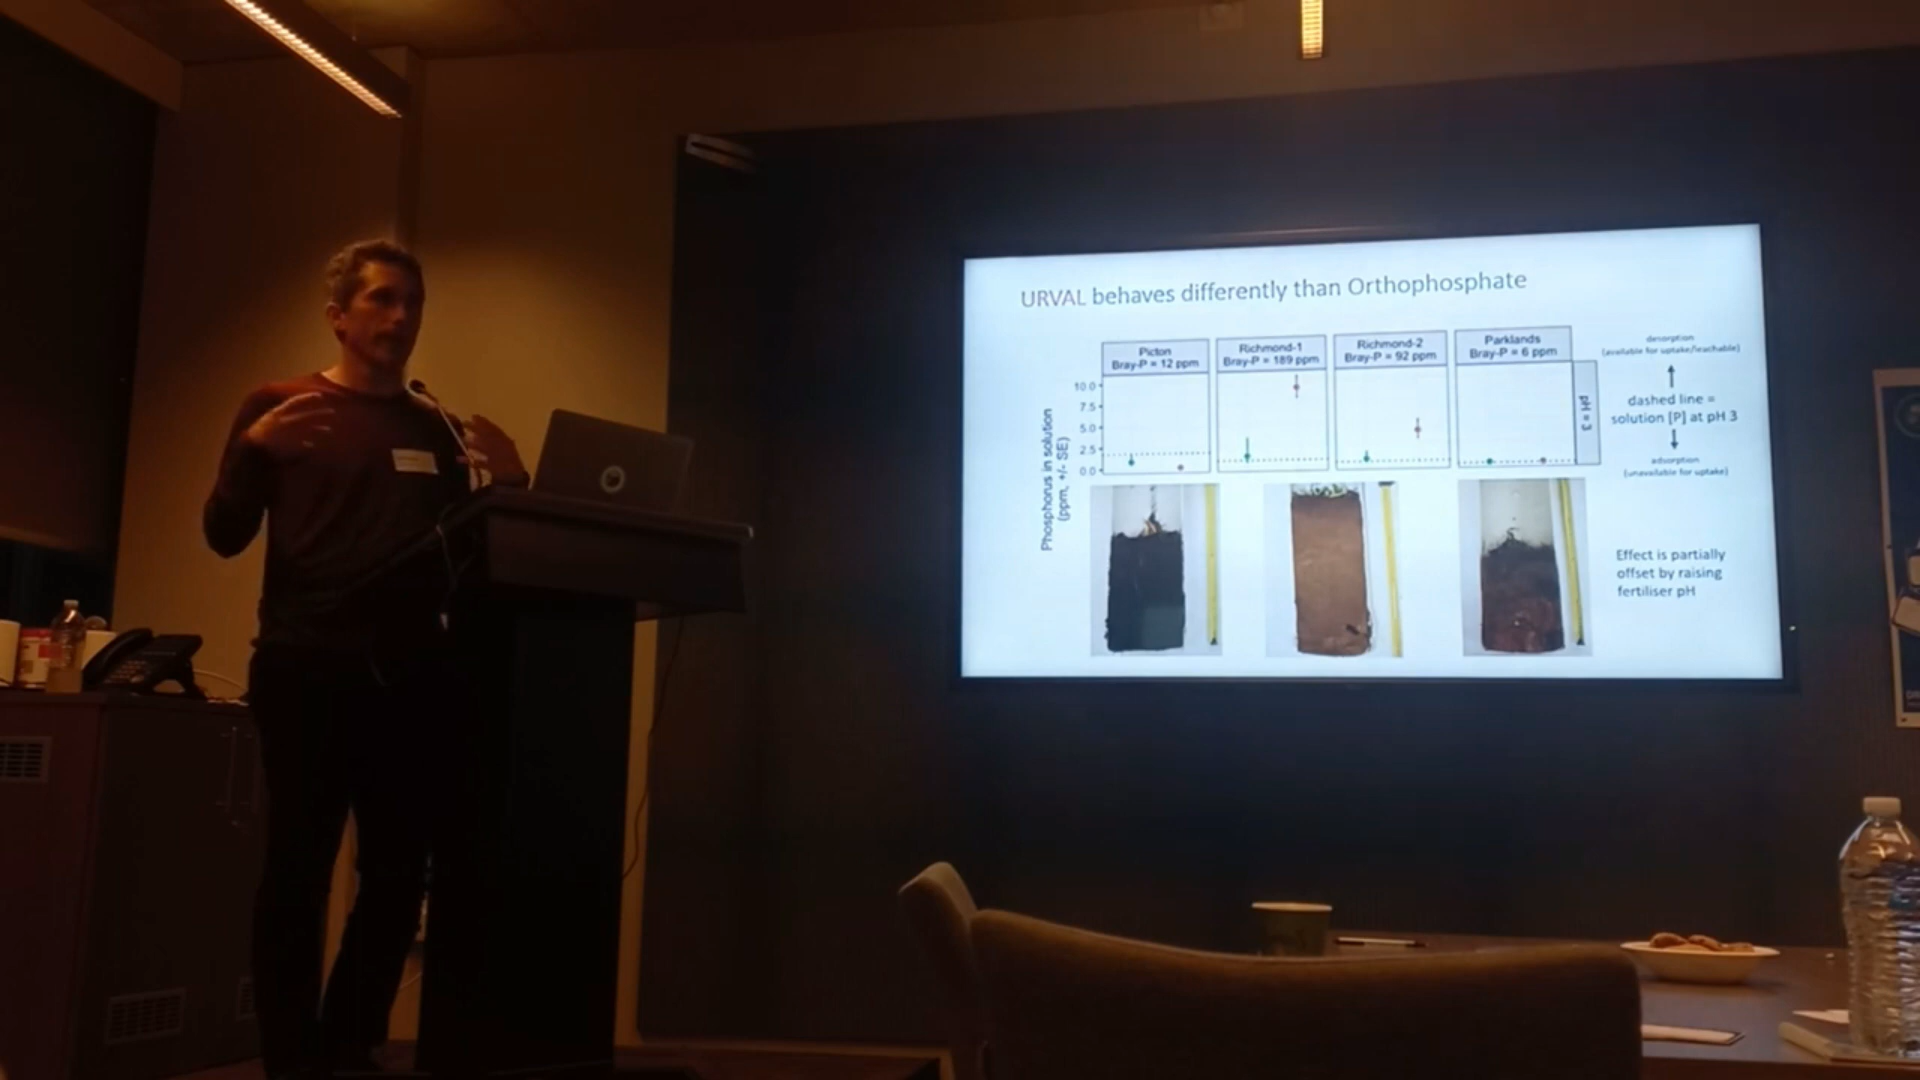 URVAL behaves differently than Orthophosphate
Picton
Bray-P = 12 ppm
Richmond-1
Bray-P = 189 ppm
Richmond-2
Bray-P = 92 ppm
Parklands
Bray-P = 6 ppm
Phosphorus in solution
(ppm, +/- SE)
10.0
7.5
5.0
2.5
0.0
pH = 3
desorption
(available for uptake/leachable)
dashed line =
solution [P] at pH 3
adsorption
(unavailable for uptake)
Effect is partially
offset by raising
fertiliser pH